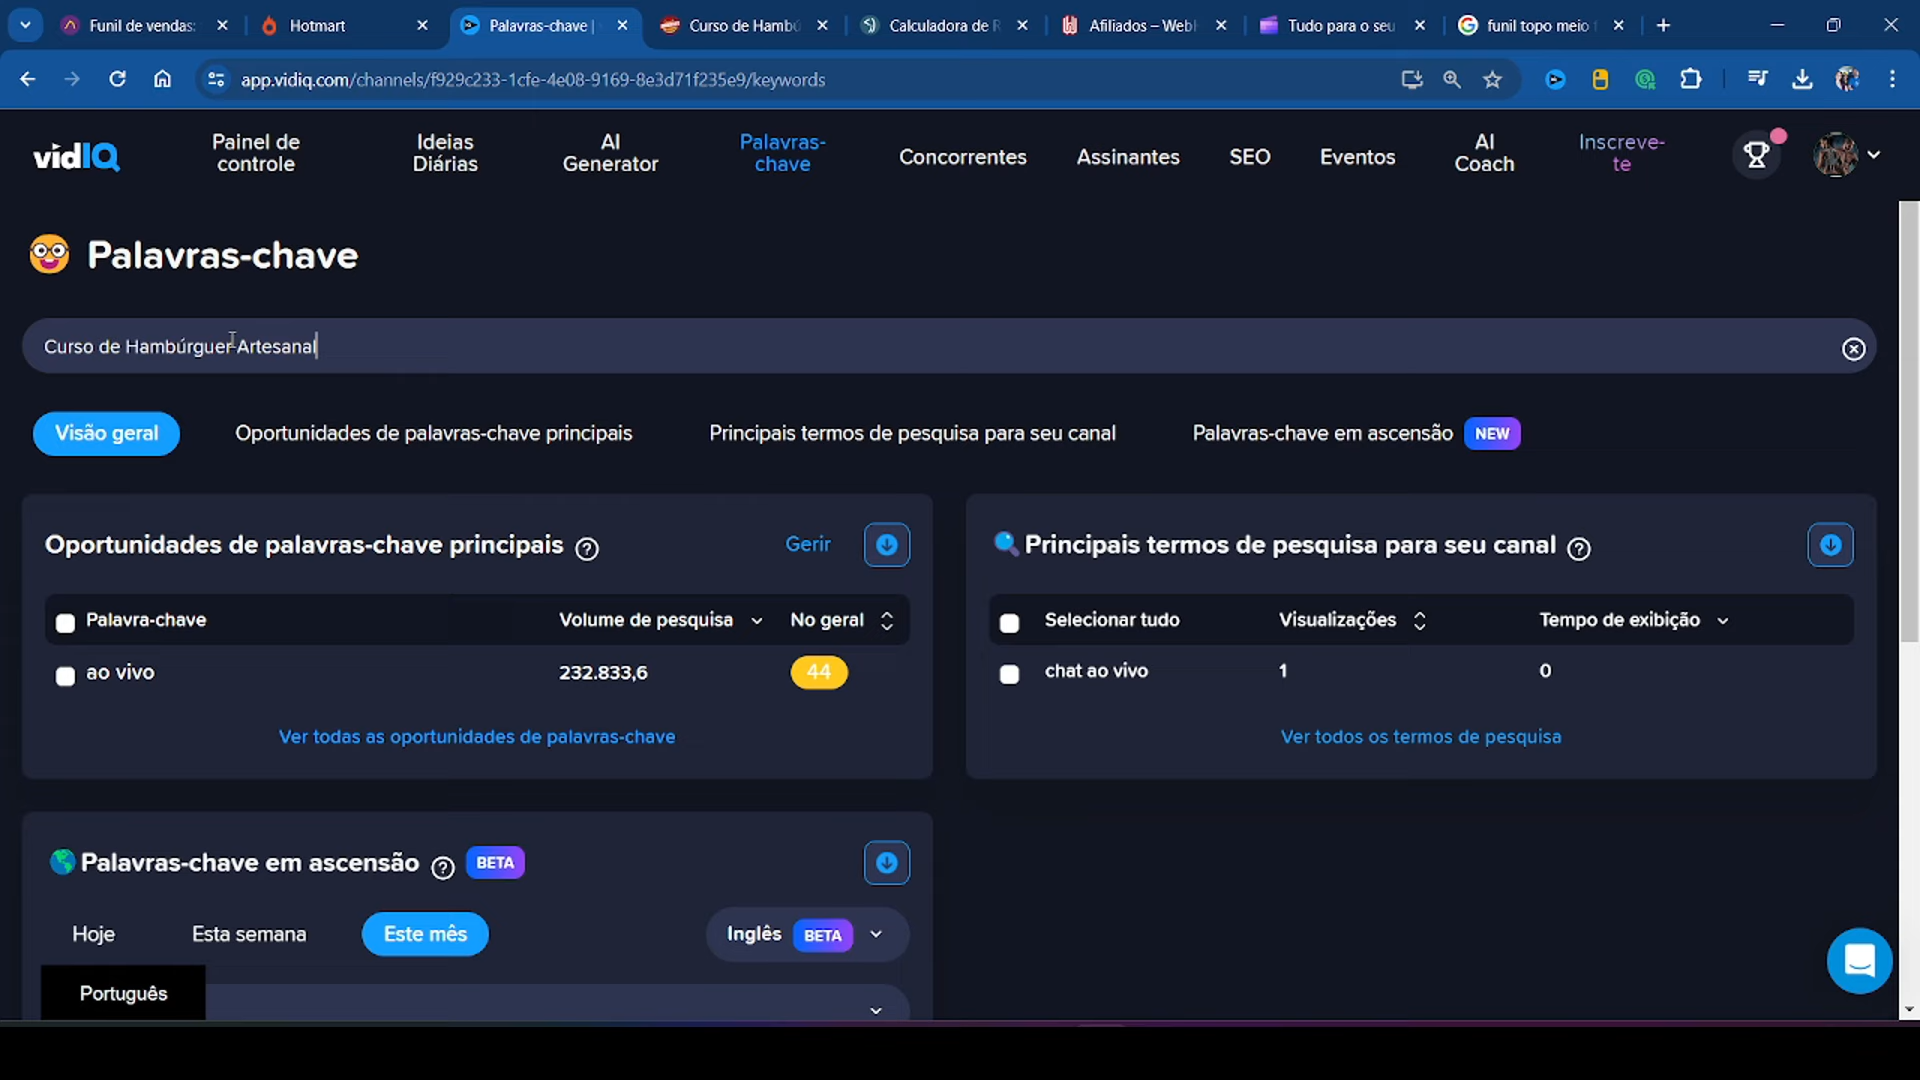 Funil de vendas:
Hotmart
Palavras-chave |
Curso de Hambú
Calculadora de R
Afiliados – Webl
Tudo para o seu
funil topo meio
app.vidiq.com/channels/f929c233-1cfe-4e08-9169-8e3d71f235e9/keywords
vidIQ
Painel de controle
Ideias Diárias
AI Generator
Palavras-chave
Concorrentes
Assinantes
SEO
Eventos
AI Coach
Inscreve-te
Palavras-chave
Curso de Hambúrguer Artesanal
Visão geral
Oportunidades de palavras-chave principais
Principais termos de pesquisa para seu canal
Palavras-chave em ascensão NEW
Oportunidades de palavras-chave principais
Gerir
Palavra-chave Volume de pesquisa No geral
ao vivo 232.833,6 44
Ver todas as oportunidades de palavras-chave
Principais termos de pesquisa para seu canal
Selecionar tudo Visualizações Tempo de exibição
chat ao vivo 1 0
Ver todos os termos de pesquisa
Palavras-chave em ascensão BETA
Hoje Esta semana Este mês Inglês BETA
Português